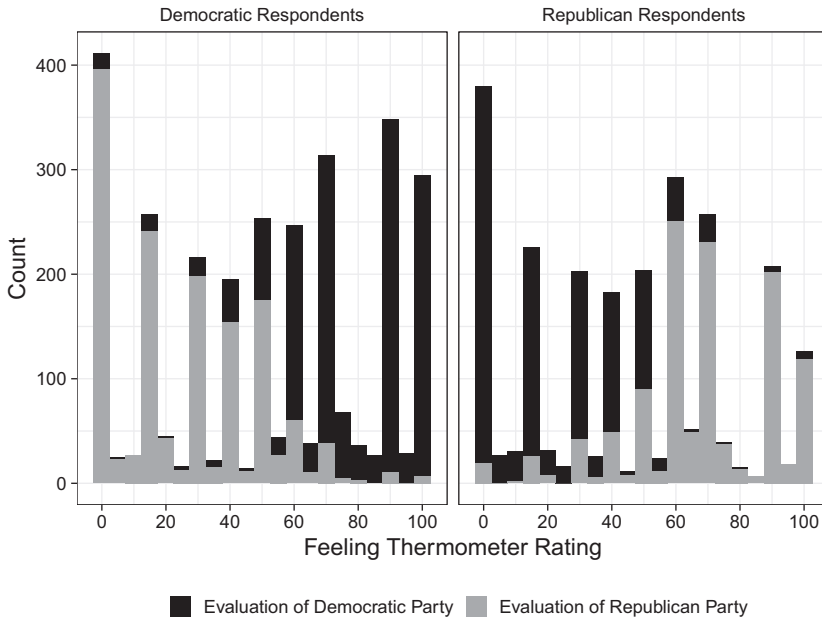 Democratic Respondents
Republican Respondents
400
300
200
100
0
Count
0 20 40 60 80 100
0 20 40 60 80 100
Feeling Thermometer Rating
Evaluation of Democratic Party
Evaluation of Republican Party